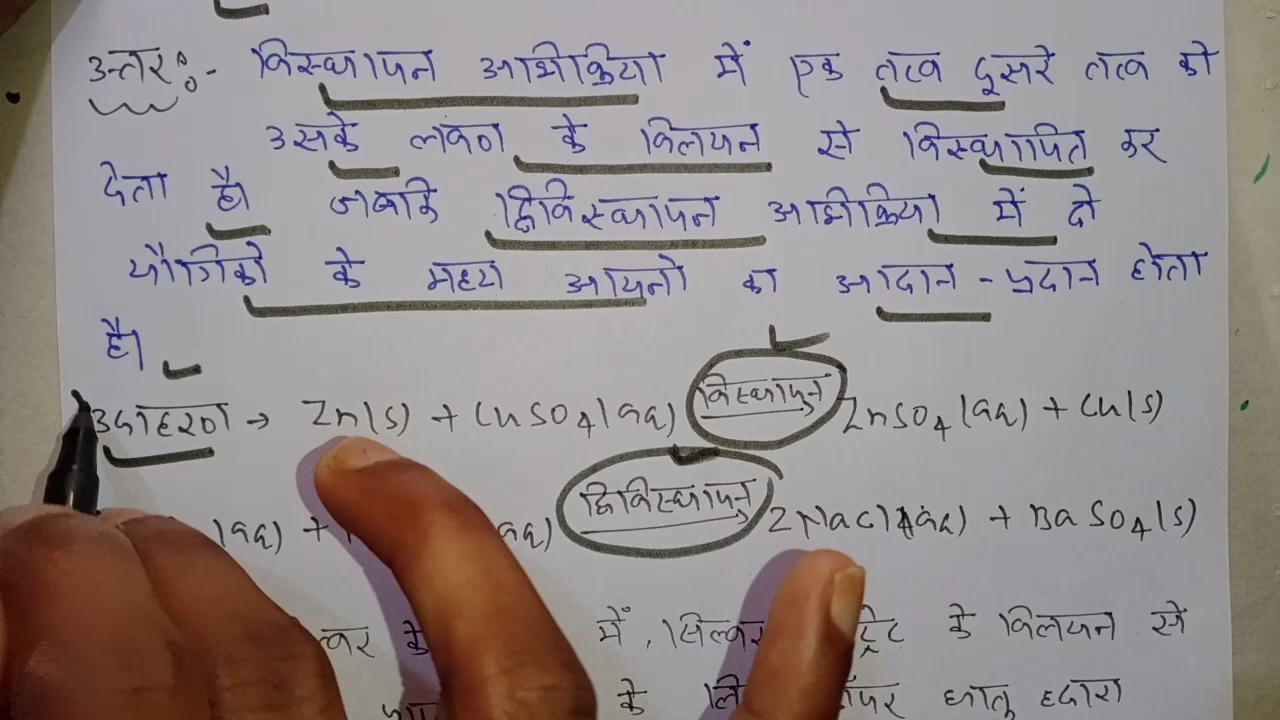 उत्तरः- विस्थापन अभिक्रिया में एक तत्व दूसरे तत्व को
उसके लवण के विलयन से विस्थापित कर
देता है। जबकि द्विविस्थापन अभिक्रिया में दो
यौगिको के मध्य आयनो का आदान-प्रदान होता
है।
उदाहरण → Zn(s) + CuSO4(aq) विस्थापन ZnSO4(aq) + Cu(s)
(aq) + (aq) द्विविस्थापन 2NaCl(aq) + BaSO4(s)
के में, सिल्वर के विलयन से
के धातु द्वारा